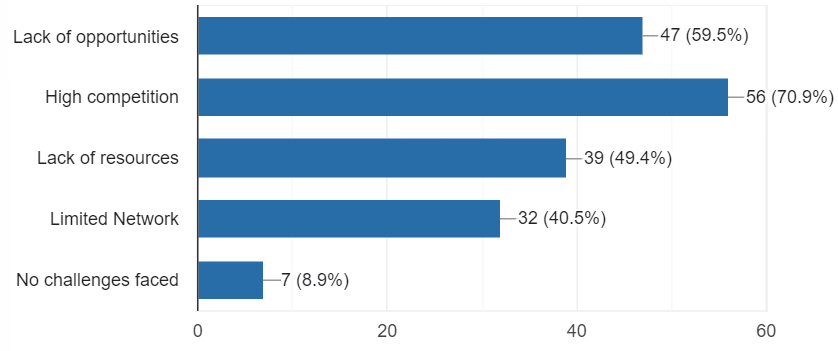 Lack of opportunities 47 (59.5%)
High competition 56 (70.9%)
Lack of resources 39 (49.4%)
Limited Network 32 (40.5%)
No challenges faced 7 (8.9%)
0 20 40 60